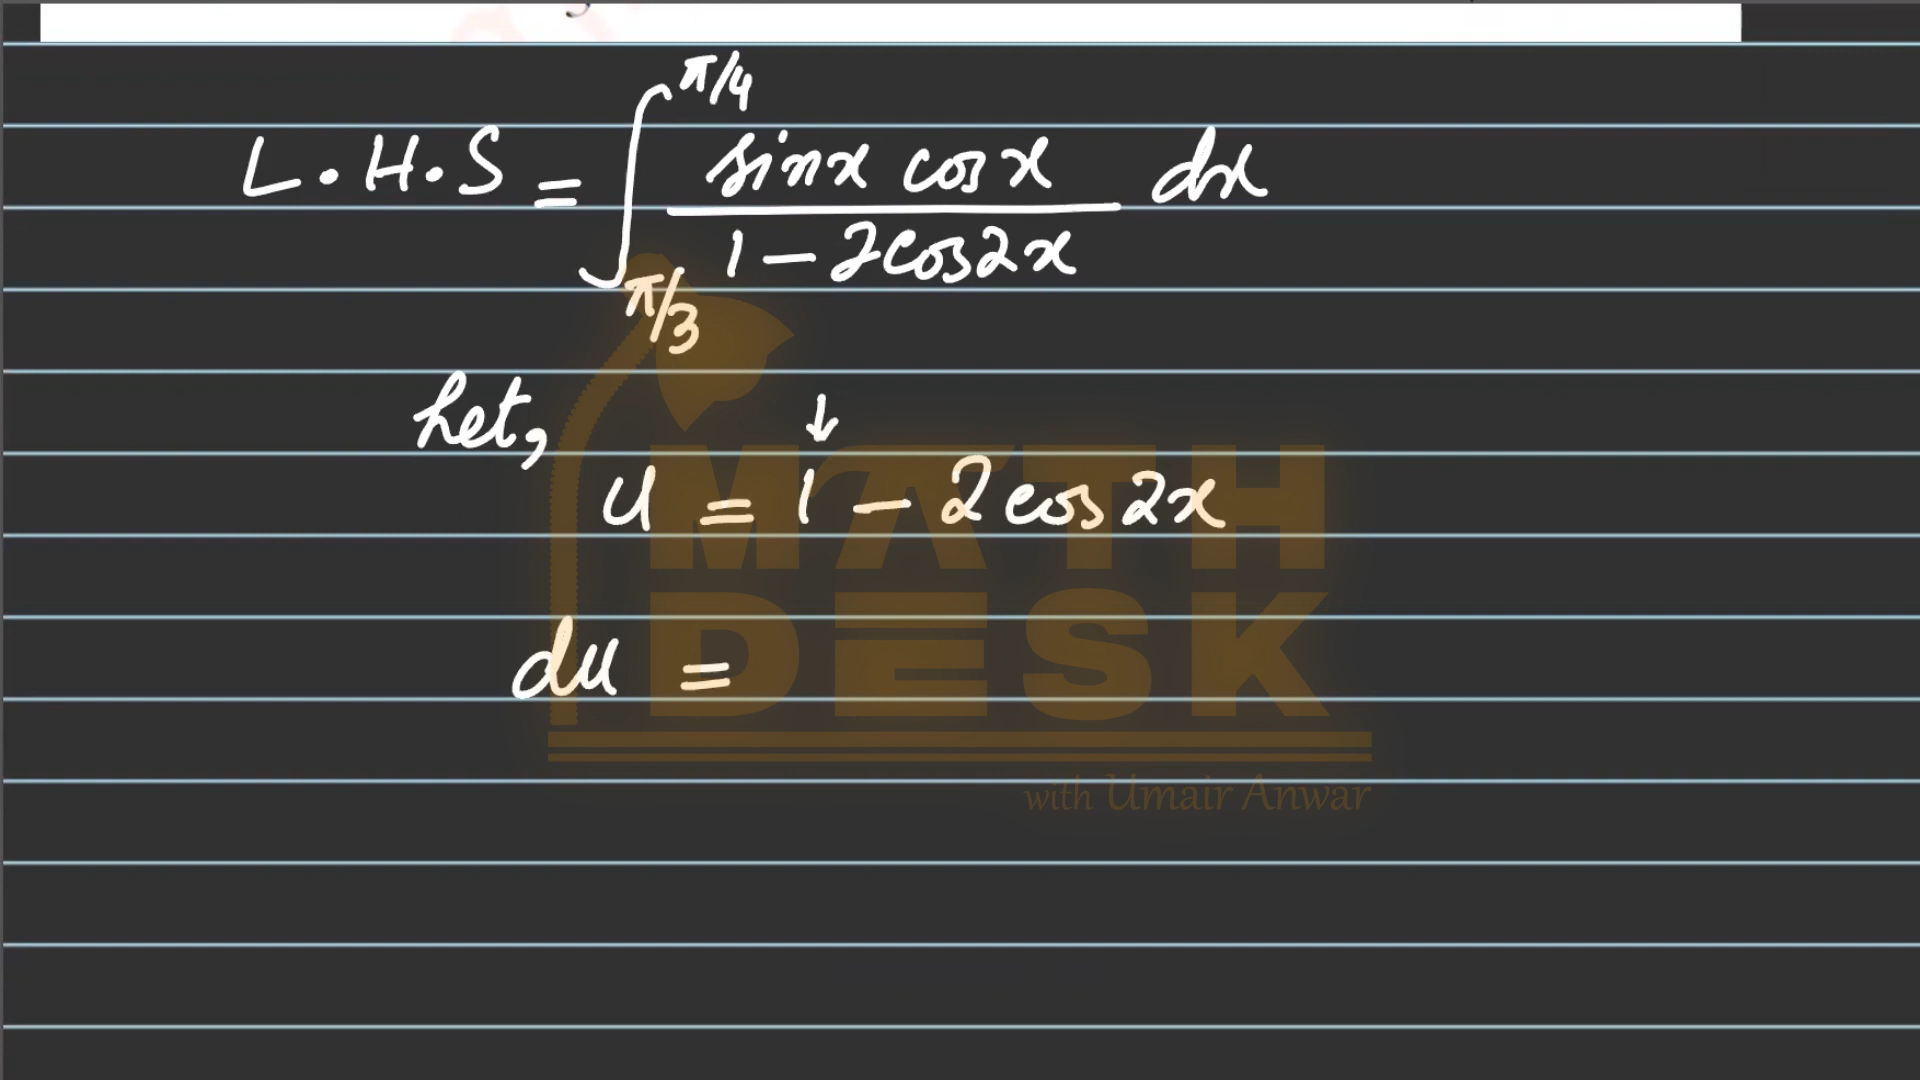 π/4
L.H.S = ∫ sinx cosx dx
1 - 2cos2x
π/3
Let, ↓
u = 1 - 2cos2x
MATH
du =
DESK
with Umair Anwar